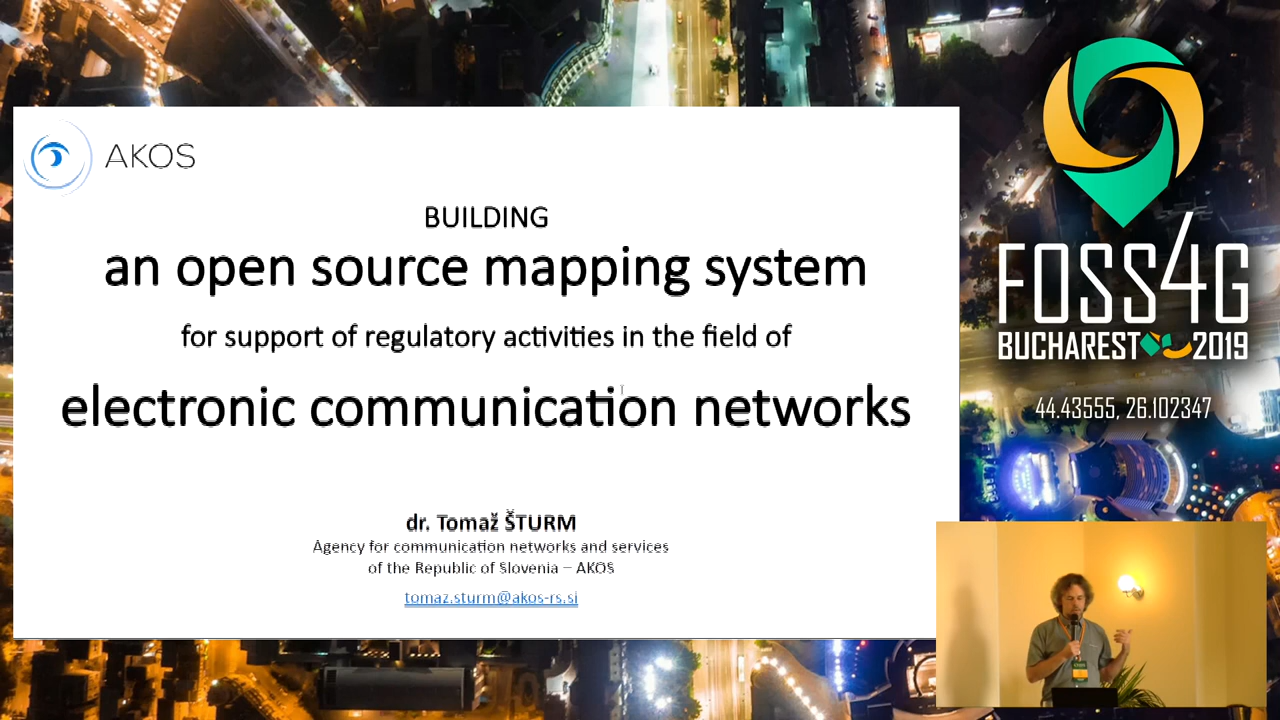 AKOS
BUILDING
an open source mapping system
for support of regulatory activities in the field of
electronic communication networks
dr. Tomaž ŠTURM
Agency for communication networks and services
of the Republic of Slovenia – AKOS
tomaz.sturm@akos-rs.si
FOSS4G
BUCHAREST 2019
44.43555, 26.102347